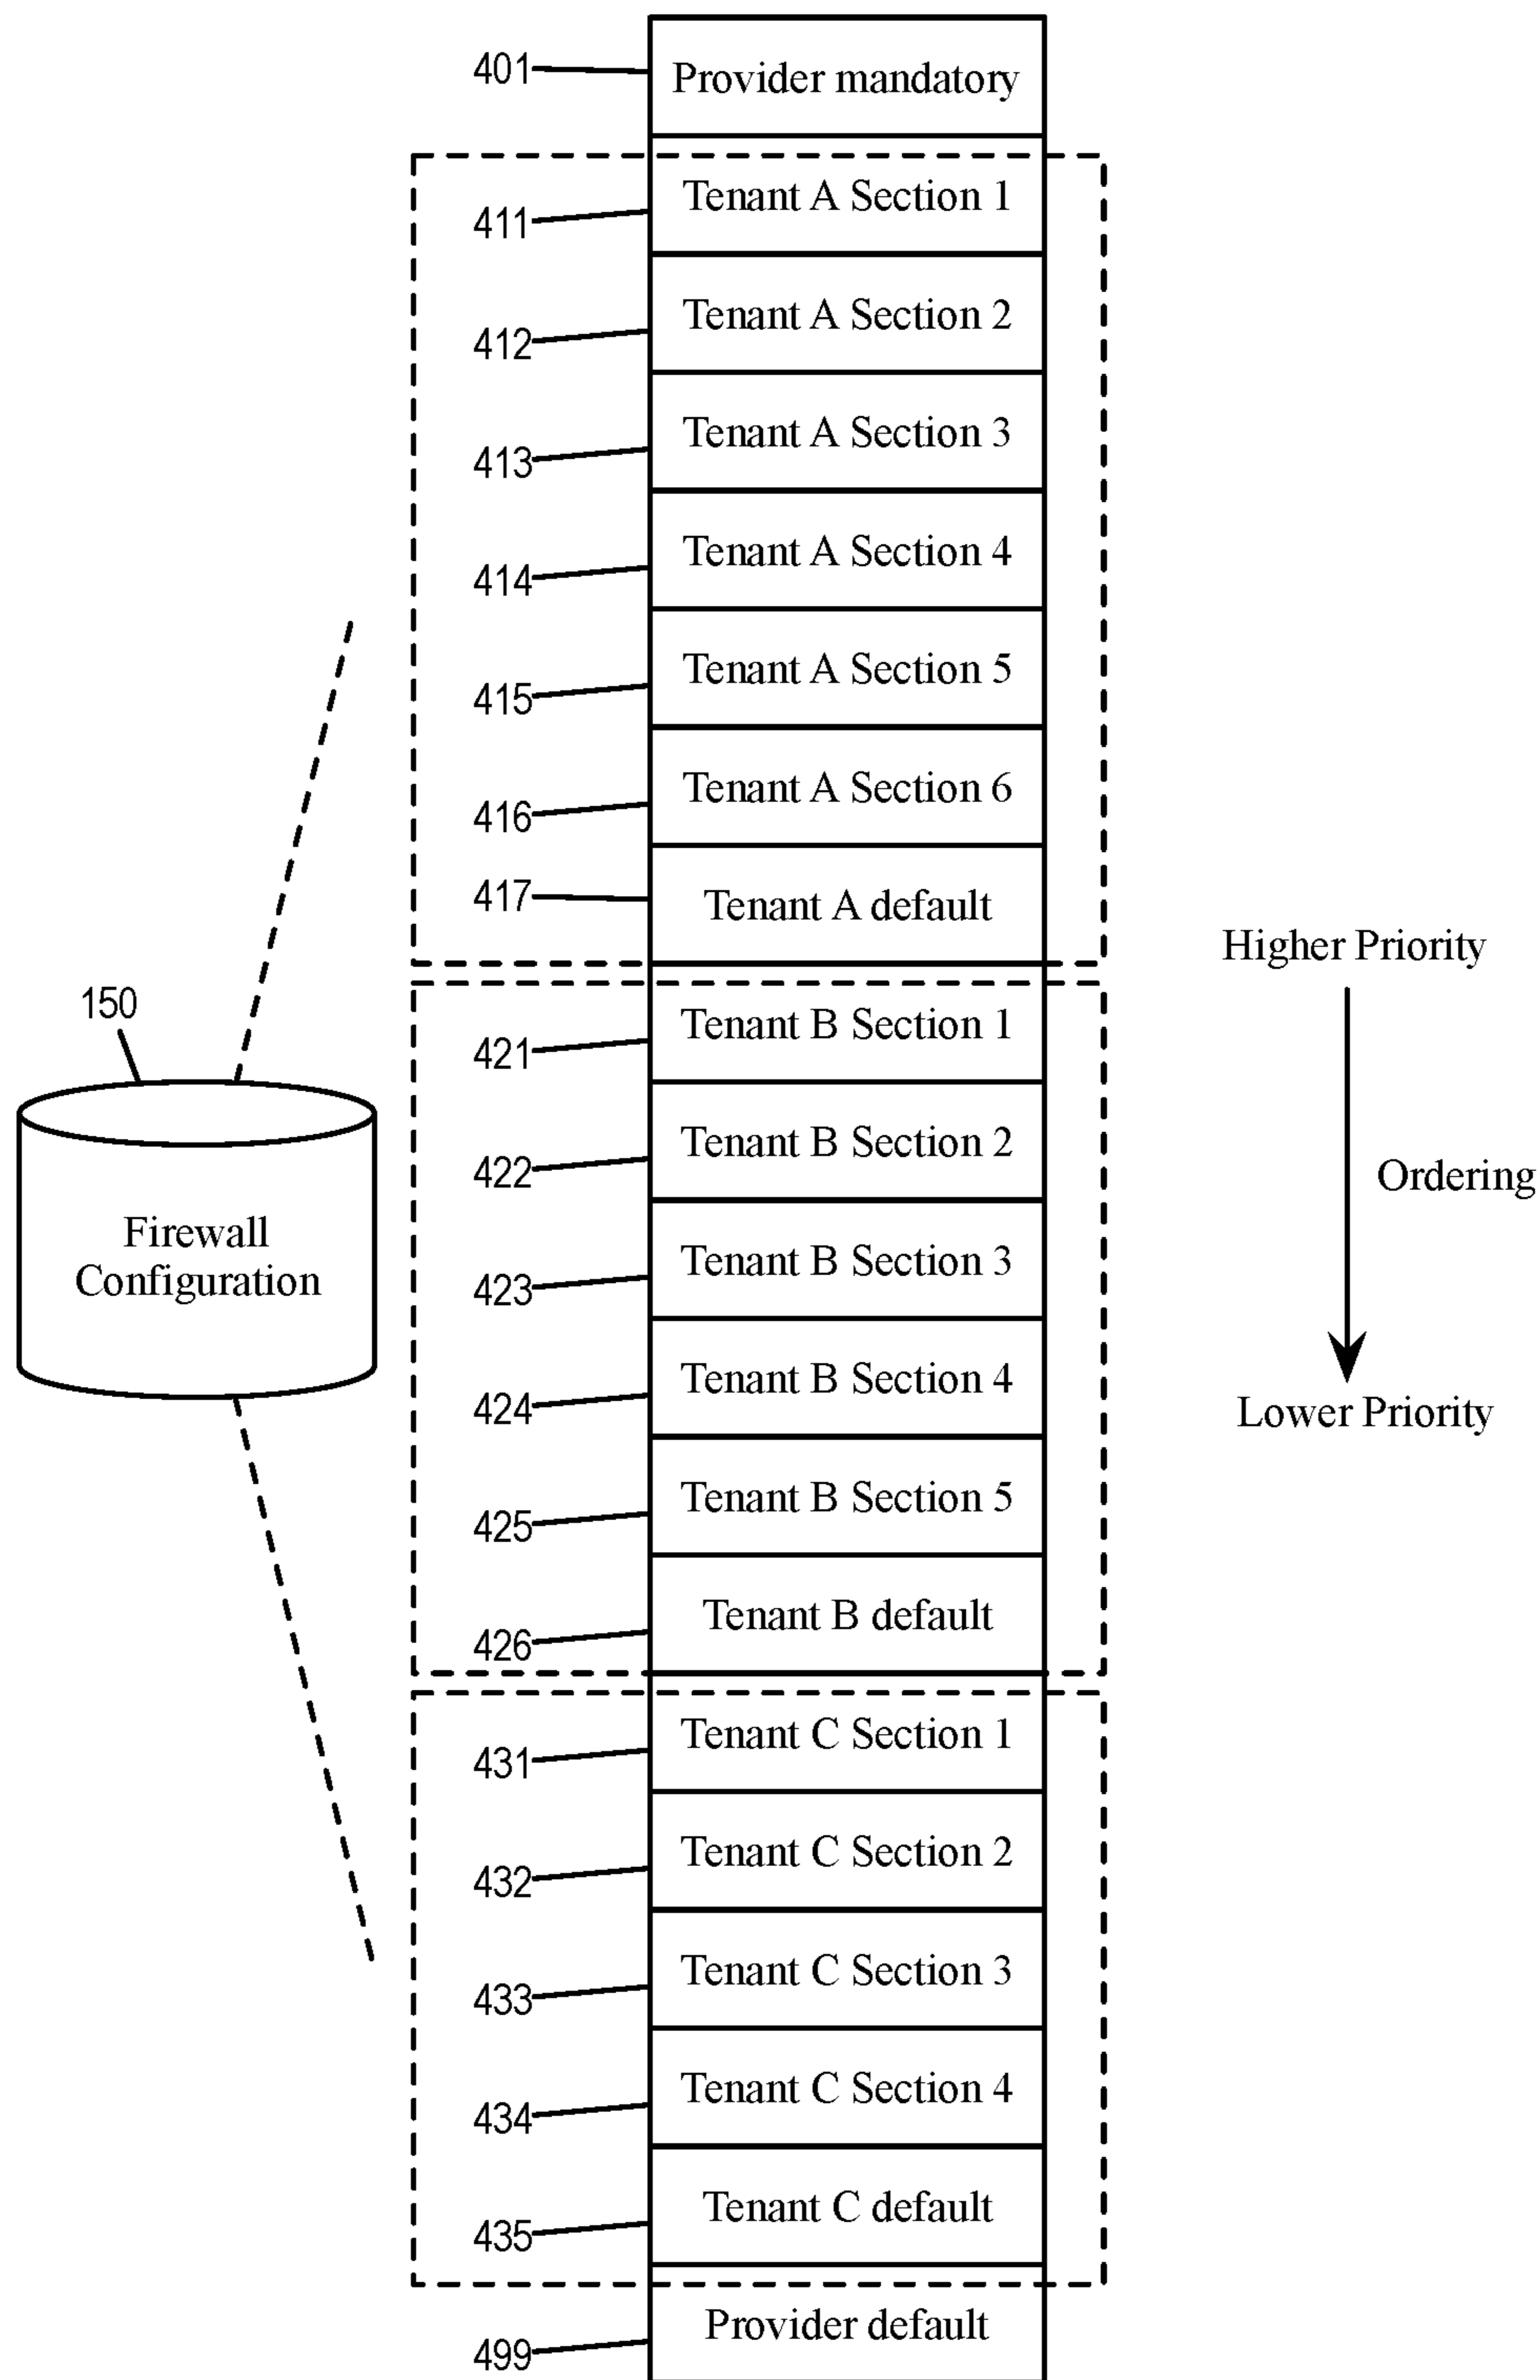 401
Provider mandatory
411
Tenant A Section 1
412
Tenant A Section 2
413
Tenant A Section 3
414
Tenant A Section 4
415
Tenant A Section 5
416
Tenant A Section 6
417
Tenant A default
150
Firewall
Configuration
421
Tenant B Section 1
422
Tenant B Section 2
423
Tenant B Section 3
424
Tenant B Section 4
425
Tenant B Section 5
426
Tenant B default
431
Tenant C Section 1
432
Tenant C Section 2
433
Tenant C Section 3
434
Tenant C Section 4
435
Tenant C default
499
Provider default
Higher Priority
Ordering
Lower Priority